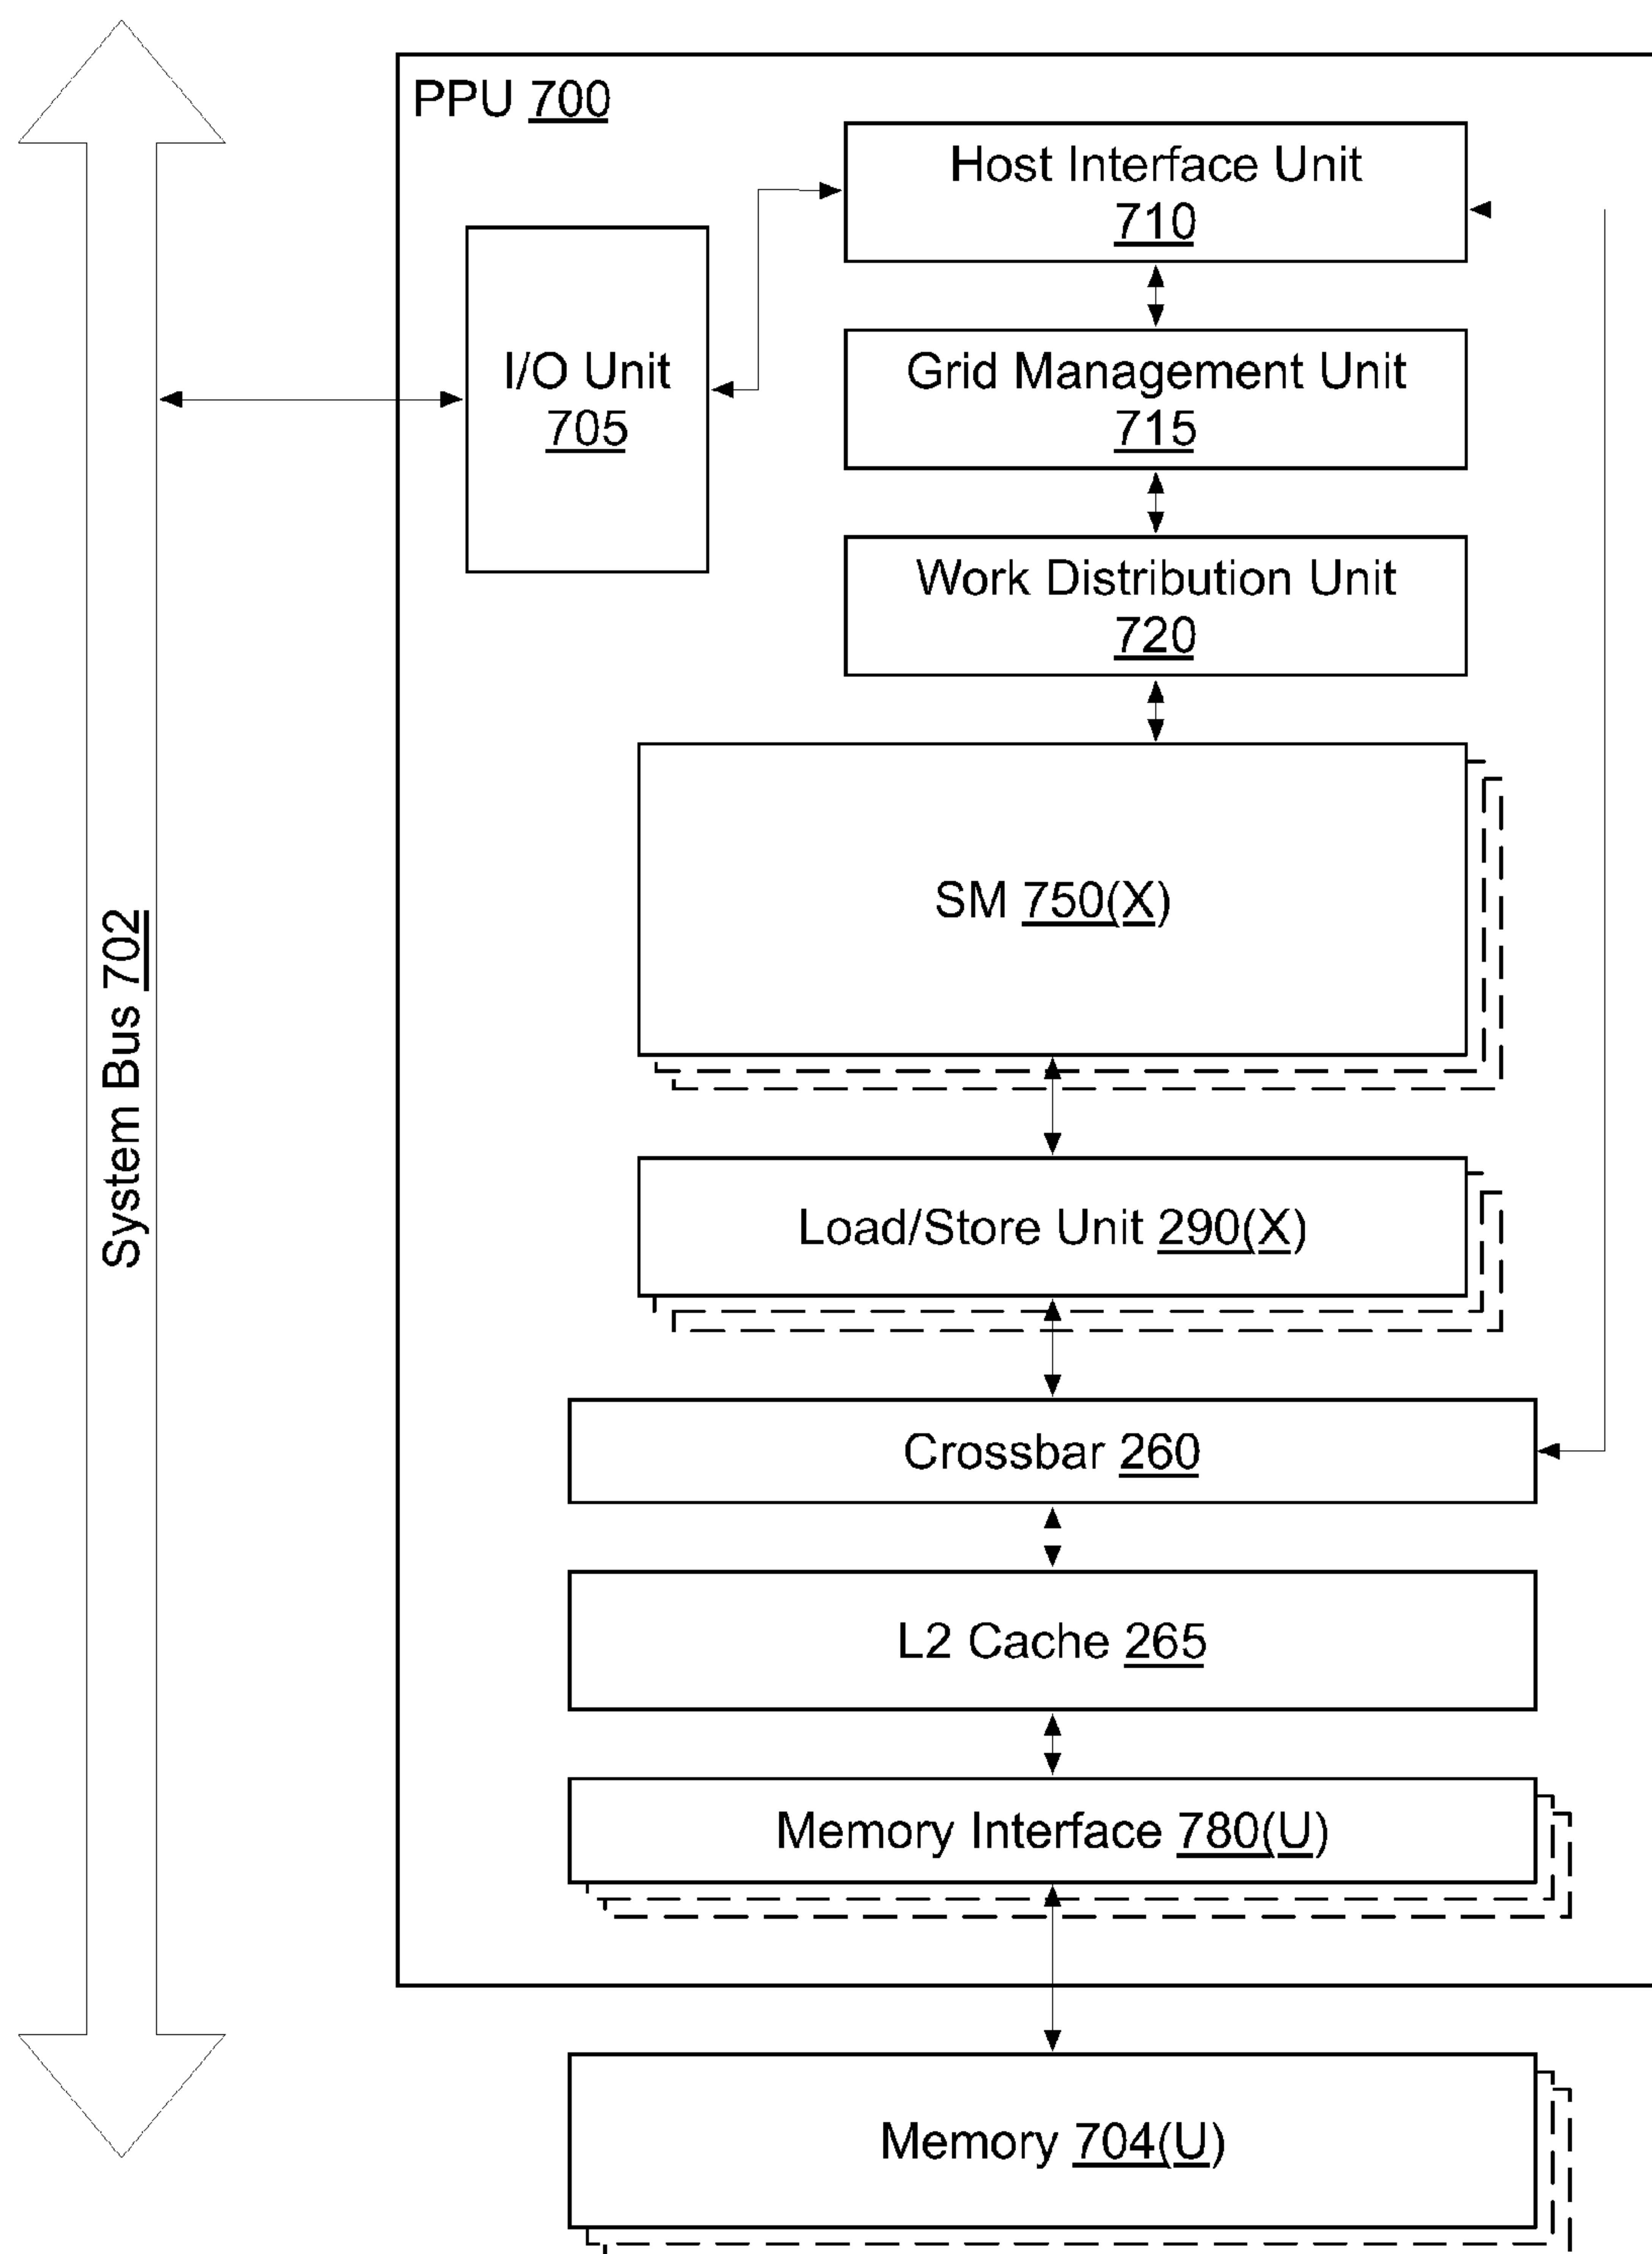 PPU 700
Host Interface Unit
710
I/O Unit
705
Grid Management Unit
715
Work Distribution Unit
720
SM 750(X)
System Bus 702
Load/Store Unit 290(X)
Crossbar 260
L2 Cache 265
Memory Interface 780(U)
Memory 704(U)